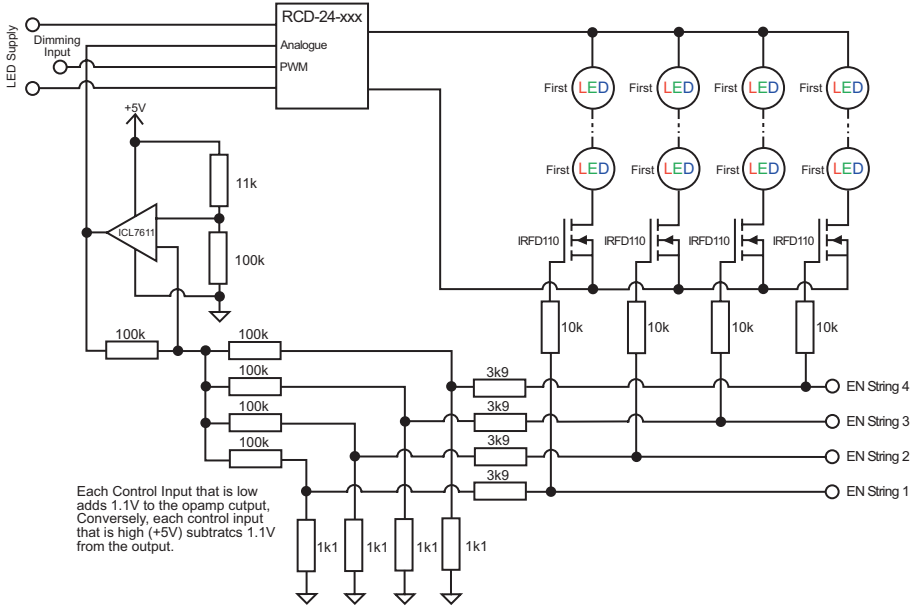 RCD-24-xxx
LED Supply
Dimming
Input
Analogue
PWM
+5V
11k
ICL7611
100k
First LED First LED First LED First LED
First LED First LED First LED First LED
IRFD110 IRFD110 IRFD110 IRFD110
10k 10k 10k 10k
100k 100k
100k
100k
100k
3k9 EN String 4
3k9 EN String 3
3k9 EN String 2
3k9 EN String 1
Each Control Input that is low
adds 1.1V to the opamp cutput,
Conversely, each control input
that is high (+5V) subtratcs 1.1V
from the output.
1k1 1k1 1k1 1k1